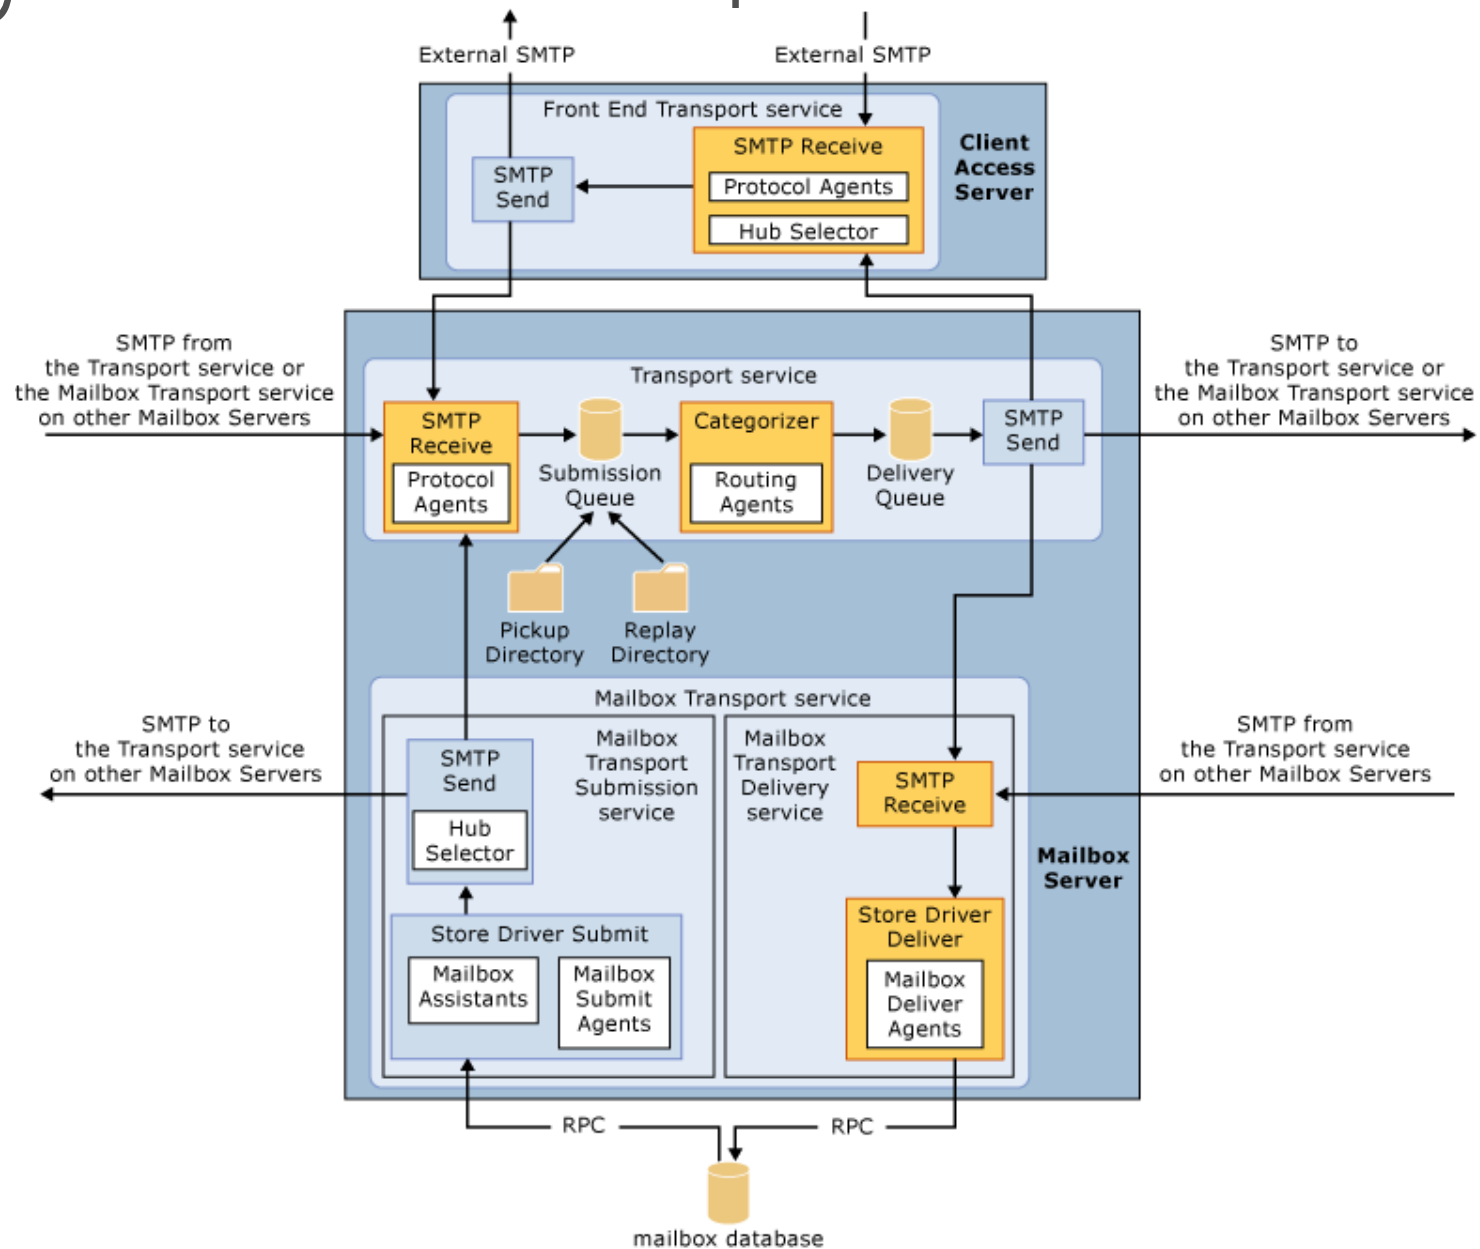 External SMTP
External SMTP
Front End Transport service
SMTP Receive
Protocol Agents
Hub Selector
SMTP
Send
Client
Access
Server
SMTP from
the Transport service or
the Mailbox Transport service
on other Mailbox Servers
SMTP to
the Transport service or
the Mailbox Transport service
on other Mailbox Servers
Transport service
SMTP
Receive
Protocol
Agents
Submission
Queue
Categorizer
Routing
Agents
Delivery
Queue
SMTP
Send
Pickup
Directory
Replay
Directory
Mailbox Transport service
SMTP to
the Transport service
on other Mailbox Servers
SMTP
Send
Hub
Selector
Mailbox
Transport
Submission
service
Mailbox
Transport
Delivery
service
SMTP
Receive
SMTP from
the Transport service
on other Mailbox Servers
Mailbox
Server
Store Driver Submit
Mailbox
Assistants
Mailbox
Submit
Agents
Store Driver
Deliver
Mailbox
Deliver
Agents
RPC
RPC
mailbox database